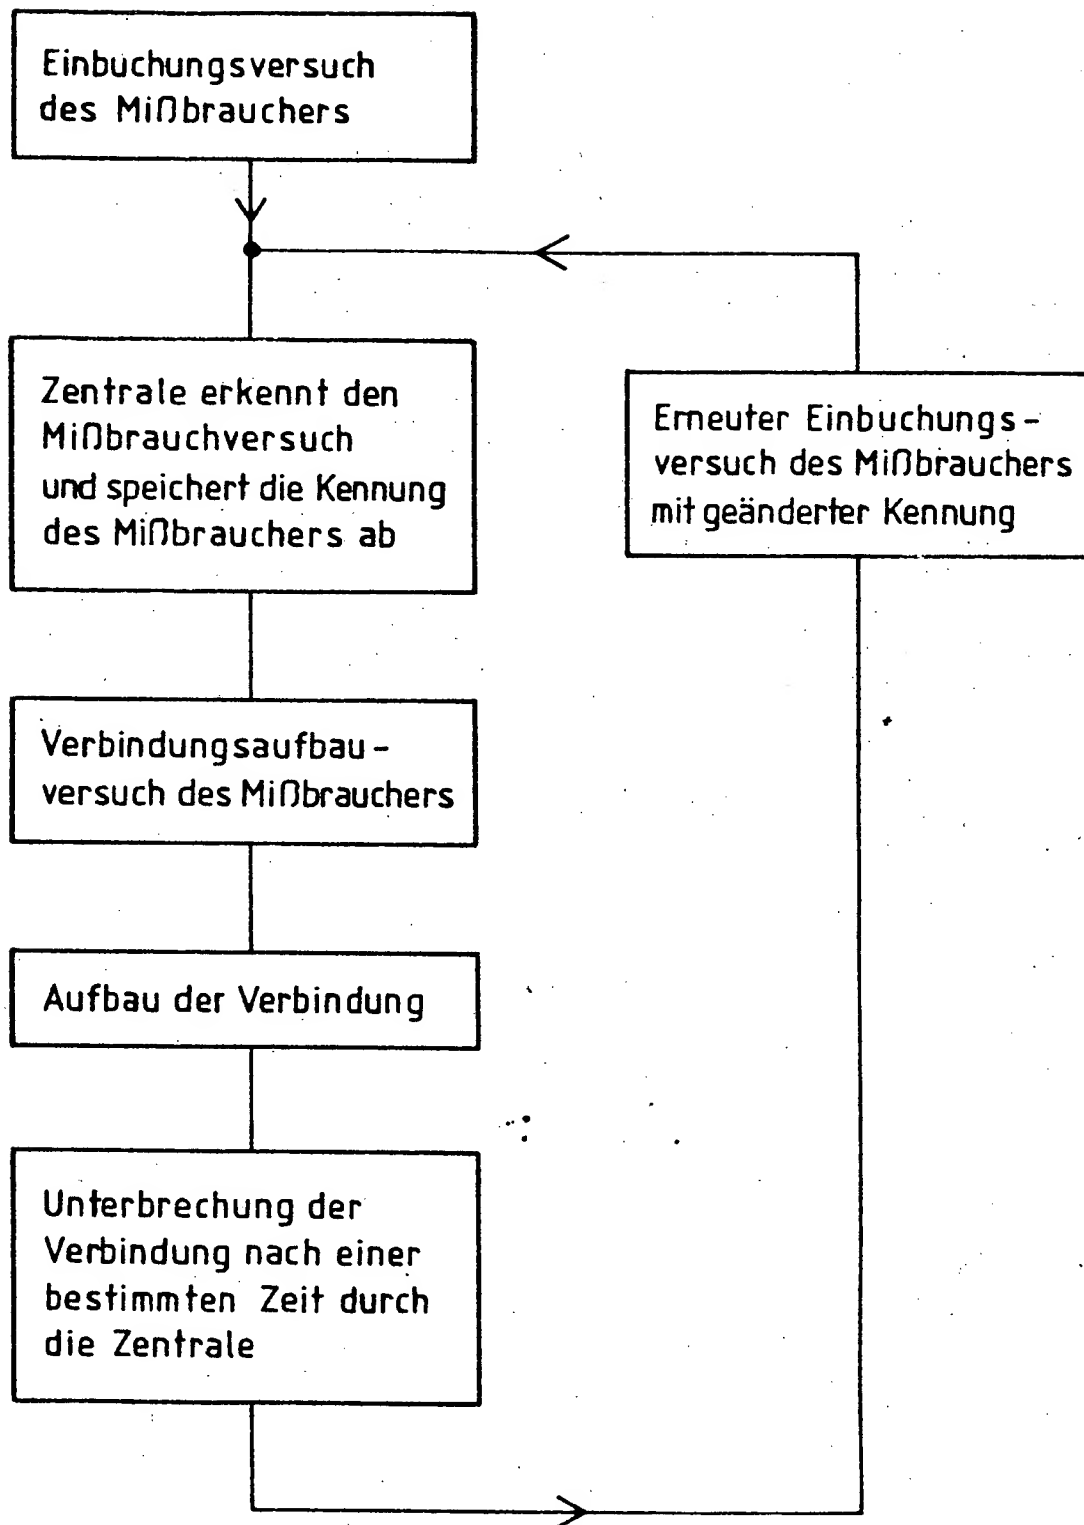 Einbuchungsversuch
des Mißbrauchers
Zentrale erkennt den
Mißbrauchversuch
und speichert die Kennung
des Mißbrauchers ab
Erneuter Einbuchungs-
versuch des Mißbrauchers
mit geänderter Kennung
Verbindungsaufbau-
versuch des Mißbrauchers
Aufbau der Verbindung
Unterbrechung der
Verbindung nach einer
bestimmten Zeit durch
die Zentrale